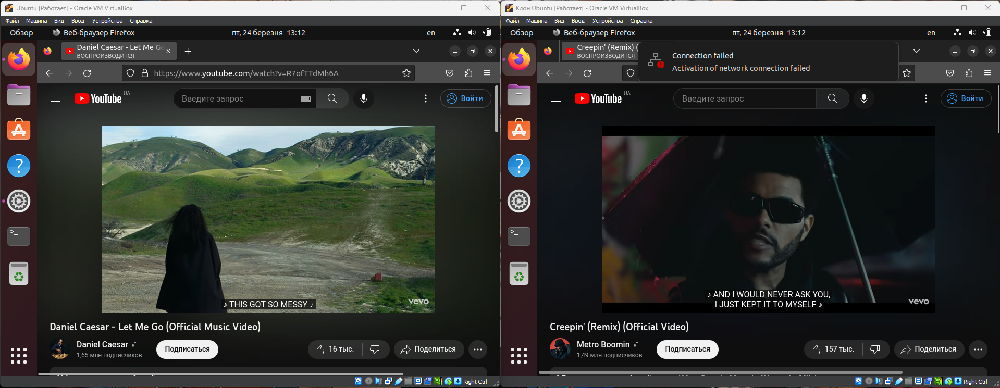 Ubuntu [Работает] - Oracle VM VirtualBox
Файл Машина Вид Ввод Устройства Справка
Обзор Веб-браузер Firefox пт, 24 березня 13:12 en
Daniel Caesar - Let Me Go
ВОСПРОИЗВОДИТСЯ
https://www.youtube.com/watch?v=R7ofTTdMh6A
YouTube UA
Введите запрос
Войти
♪ THIS GOT SO MESSY ♪
vevo
Daniel Caesar - Let Me Go (Official Music Video)
Daniel Caesar
1,65 млн подписчиков
Подписаться
16 тыс.
Поделиться
Right Ctrl
Клон Ubuntu [Работает] - Oracle VM VirtualBox
Файл Машина Вид Ввод Устройства Справка
Обзор Веб-браузер Firefox пт, 24 березня 13:12 en
Creepin' (Remix) (
ВОСПРОИЗВОДИТСЯ
Connection failed
Activation of network connection failed
YouTube UA
Введите запрос
Войти
♪ AND I WOULD NEVER ASK YOU,
I JUST KEPT IT TO MYSELF ♪
vevo
Creepin' (Remix) (Official Video)
Metro Boomin
1,49 млн подписчиков
Подписаться
157 тыс.
Поделиться
Right Ctrl